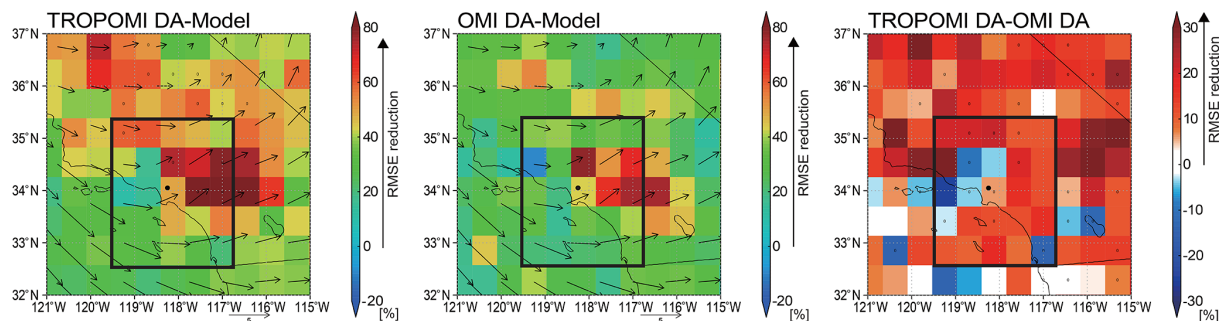 TROPOMI DA-Model
37°N
36°N
35°N
34°N
33°N
32°N
121°W 120°W 119°W 118°W 117°W 116°W 115°W
5
80
60
40
20
0
-20
RMSE reduction
[%]
OMI DA-Model
37°N
36°N
35°N
34°N
33°N
32°N
121°W 120°W 119°W 118°W 117°W 116°W 115°W
5
80
60
40
20
0
-20
RMSE reduction
[%]
TROPOMI DA-OMI DA
37°N
36°N
35°N
34°N
33°N
32°N
121°W 120°W 119°W 118°W 117°W 116°W 115°W
30
20
10
0
-10
-20
-30
RMSE reduction
[%]